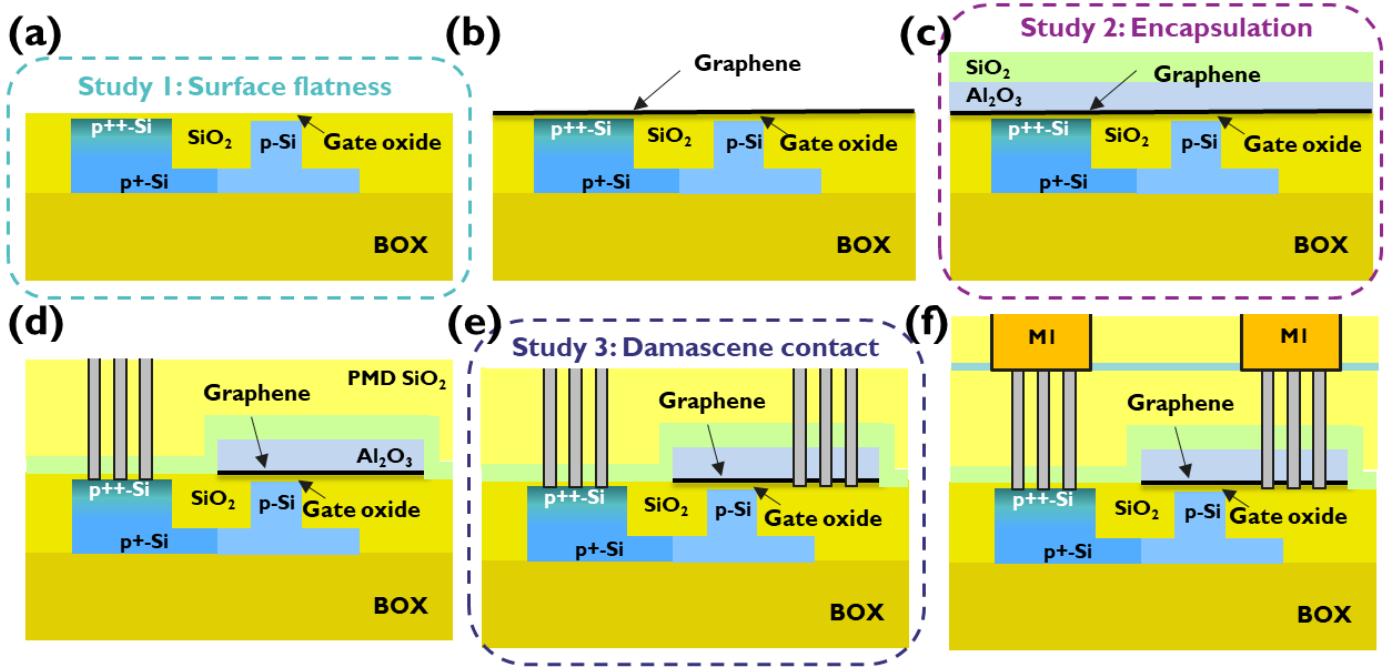 (a)
Study 1: Surface flatness
p++-Si
SiO₂
p-Si
Gate oxide
p+-Si
BOX
(b)
Graphene
p++-Si
SiO₂
p-Si
Gate oxide
p+-Si
BOX
(c)
Study 2: Encapsulation
SiO₂
Al₂O₃
Graphene
p++-Si
SiO₂
p-Si
Gate oxide
p+-Si
BOX
(d)
PMD SiO₂
Graphene
Al₂O₃
p++-Si
SiO₂
p-Si
Gate oxide
p+-Si
BOX
(e)
Study 3: Damascene contact
Graphene
p++-Si
SiO₂
p-Si
Gate oxide
p+-Si
BOX
(f)
M1
M1
Graphene
p++-Si
SiO₂
p-Si
Gate oxide
p+-Si
BOX